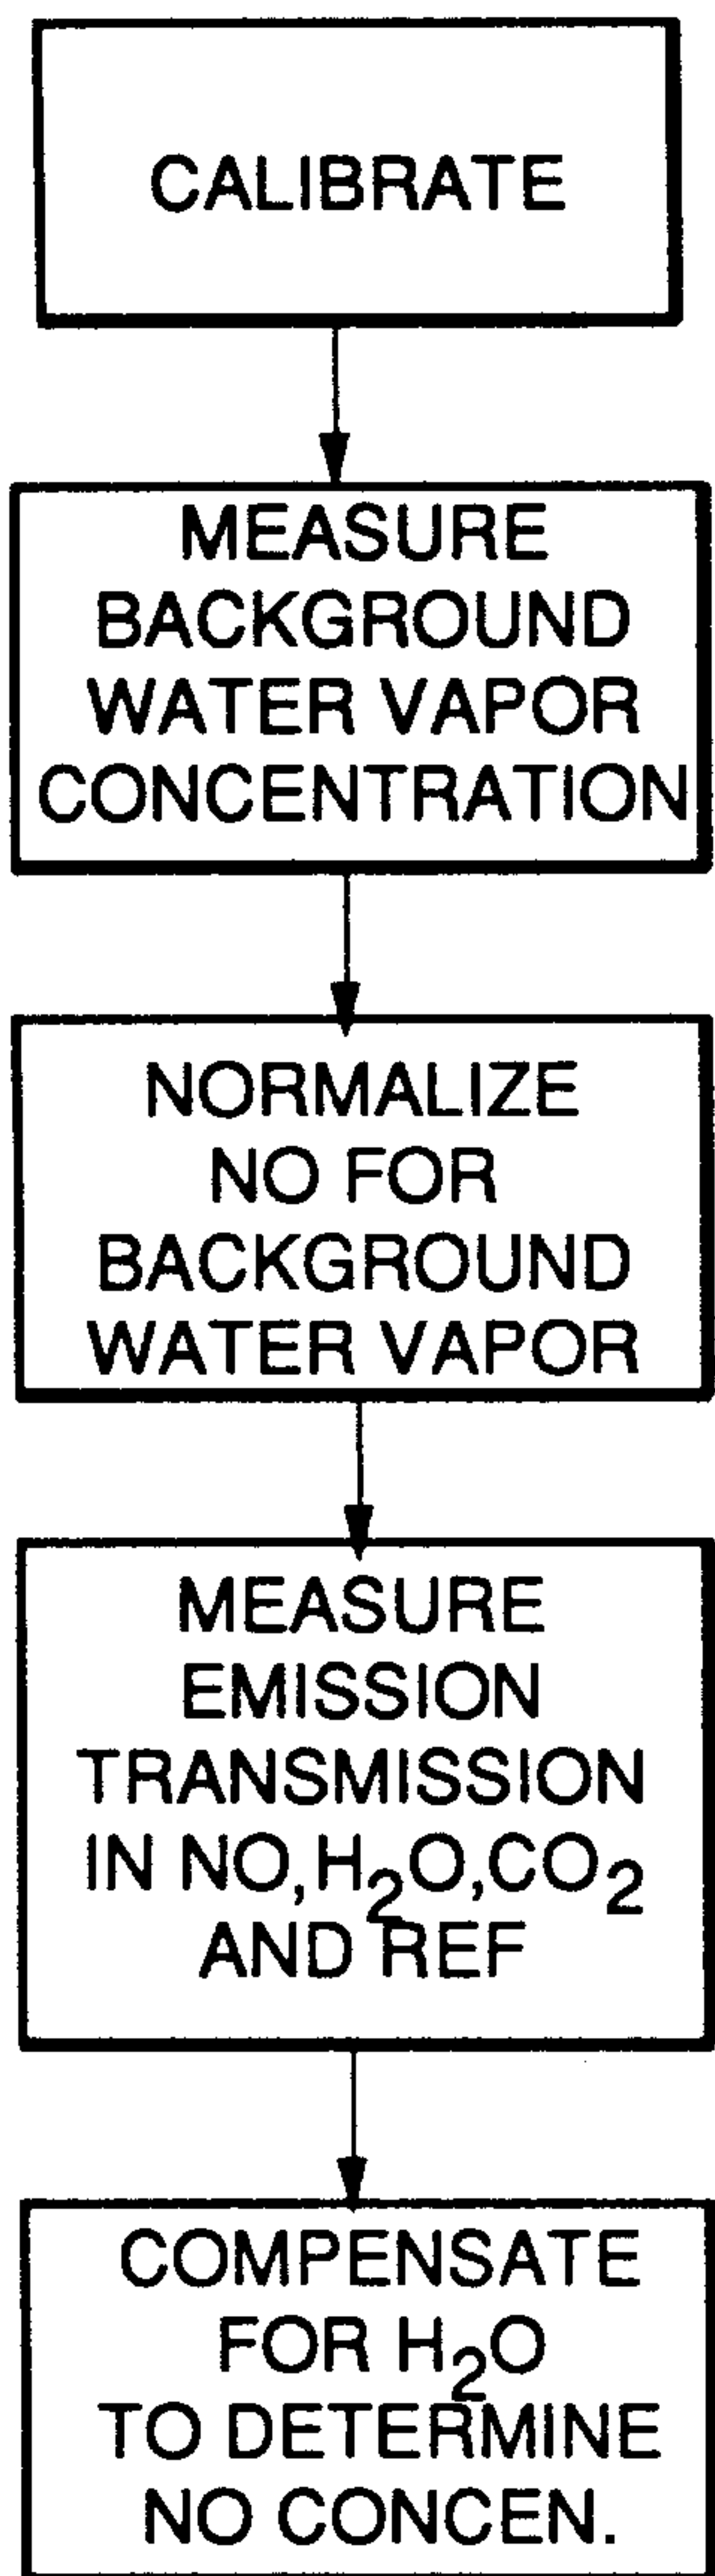 CALIBRATE
MEASURE
BACKGROUND
WATER VAPOR
CONCENTRATION
NORMALIZE
NO FOR
BACKGROUND
WATER VAPOR
MEASURE
EMISSION
TRANSMISSION
IN NO,H₂O,CO₂
AND REF
COMPENSATE
FOR H₂O
TO DETERMINE
NO CONCEN.